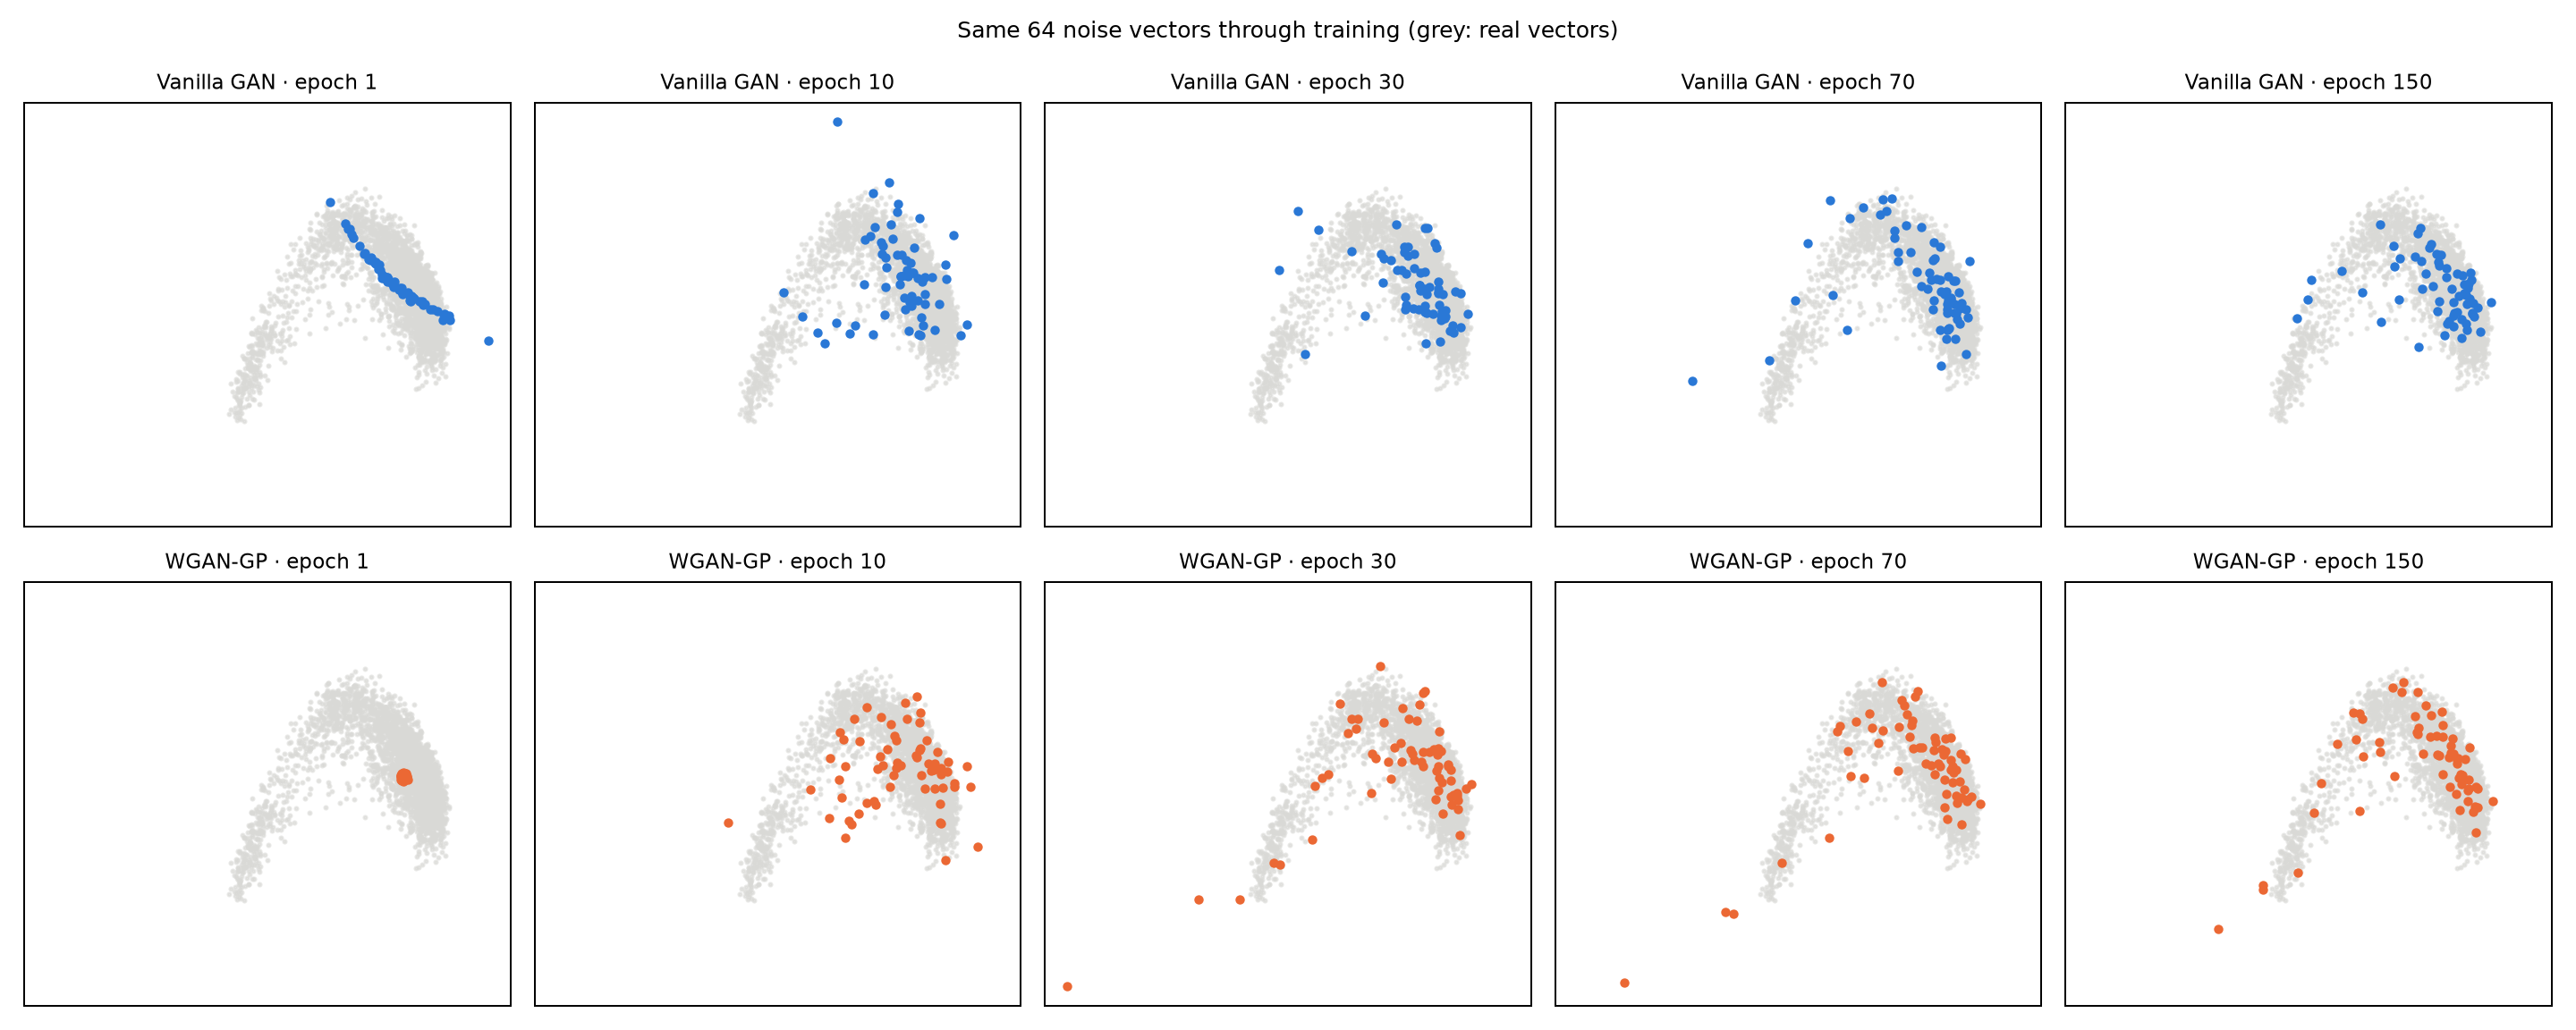 Same 64 noise vectors through training (grey: real vectors)
Vanilla GAN · epoch 1
Vanilla GAN · epoch 10
Vanilla GAN · epoch 30
Vanilla GAN · epoch 70
Vanilla GAN · epoch 150
WGAN-GP · epoch 1
WGAN-GP · epoch 10
WGAN-GP · epoch 30
WGAN-GP · epoch 70
WGAN-GP · epoch 150